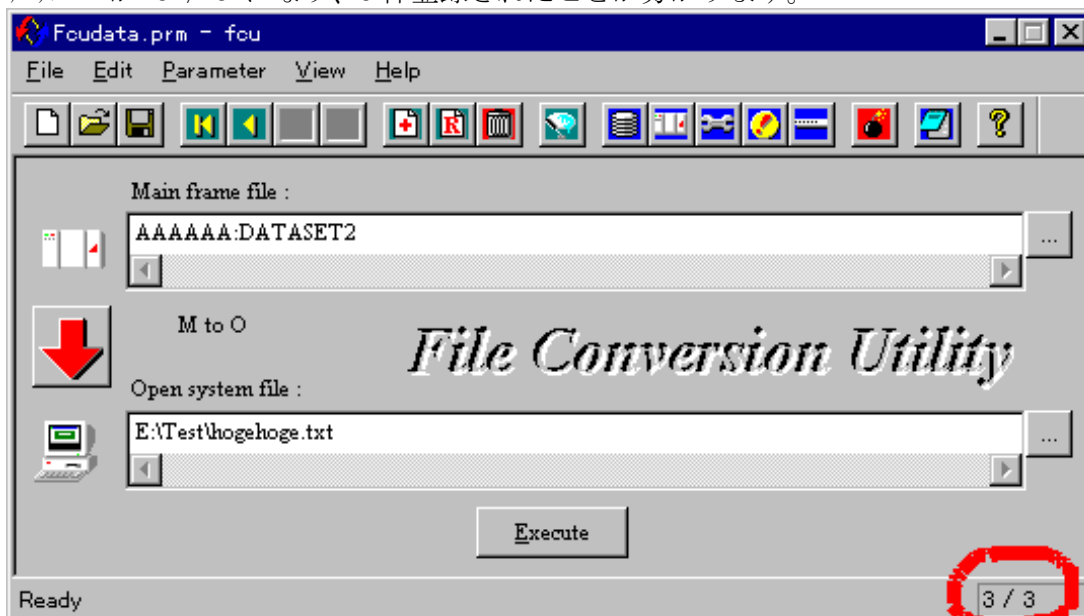 Fcudata.prm - fcu
File Edit Parameter View Help
Main frame file :
AAAAAA:DATASET2
...
M to O
File Conversion Utility
Open system file :
E:\Test\hogehoge.txt
...
Execute
Ready
3 / 3